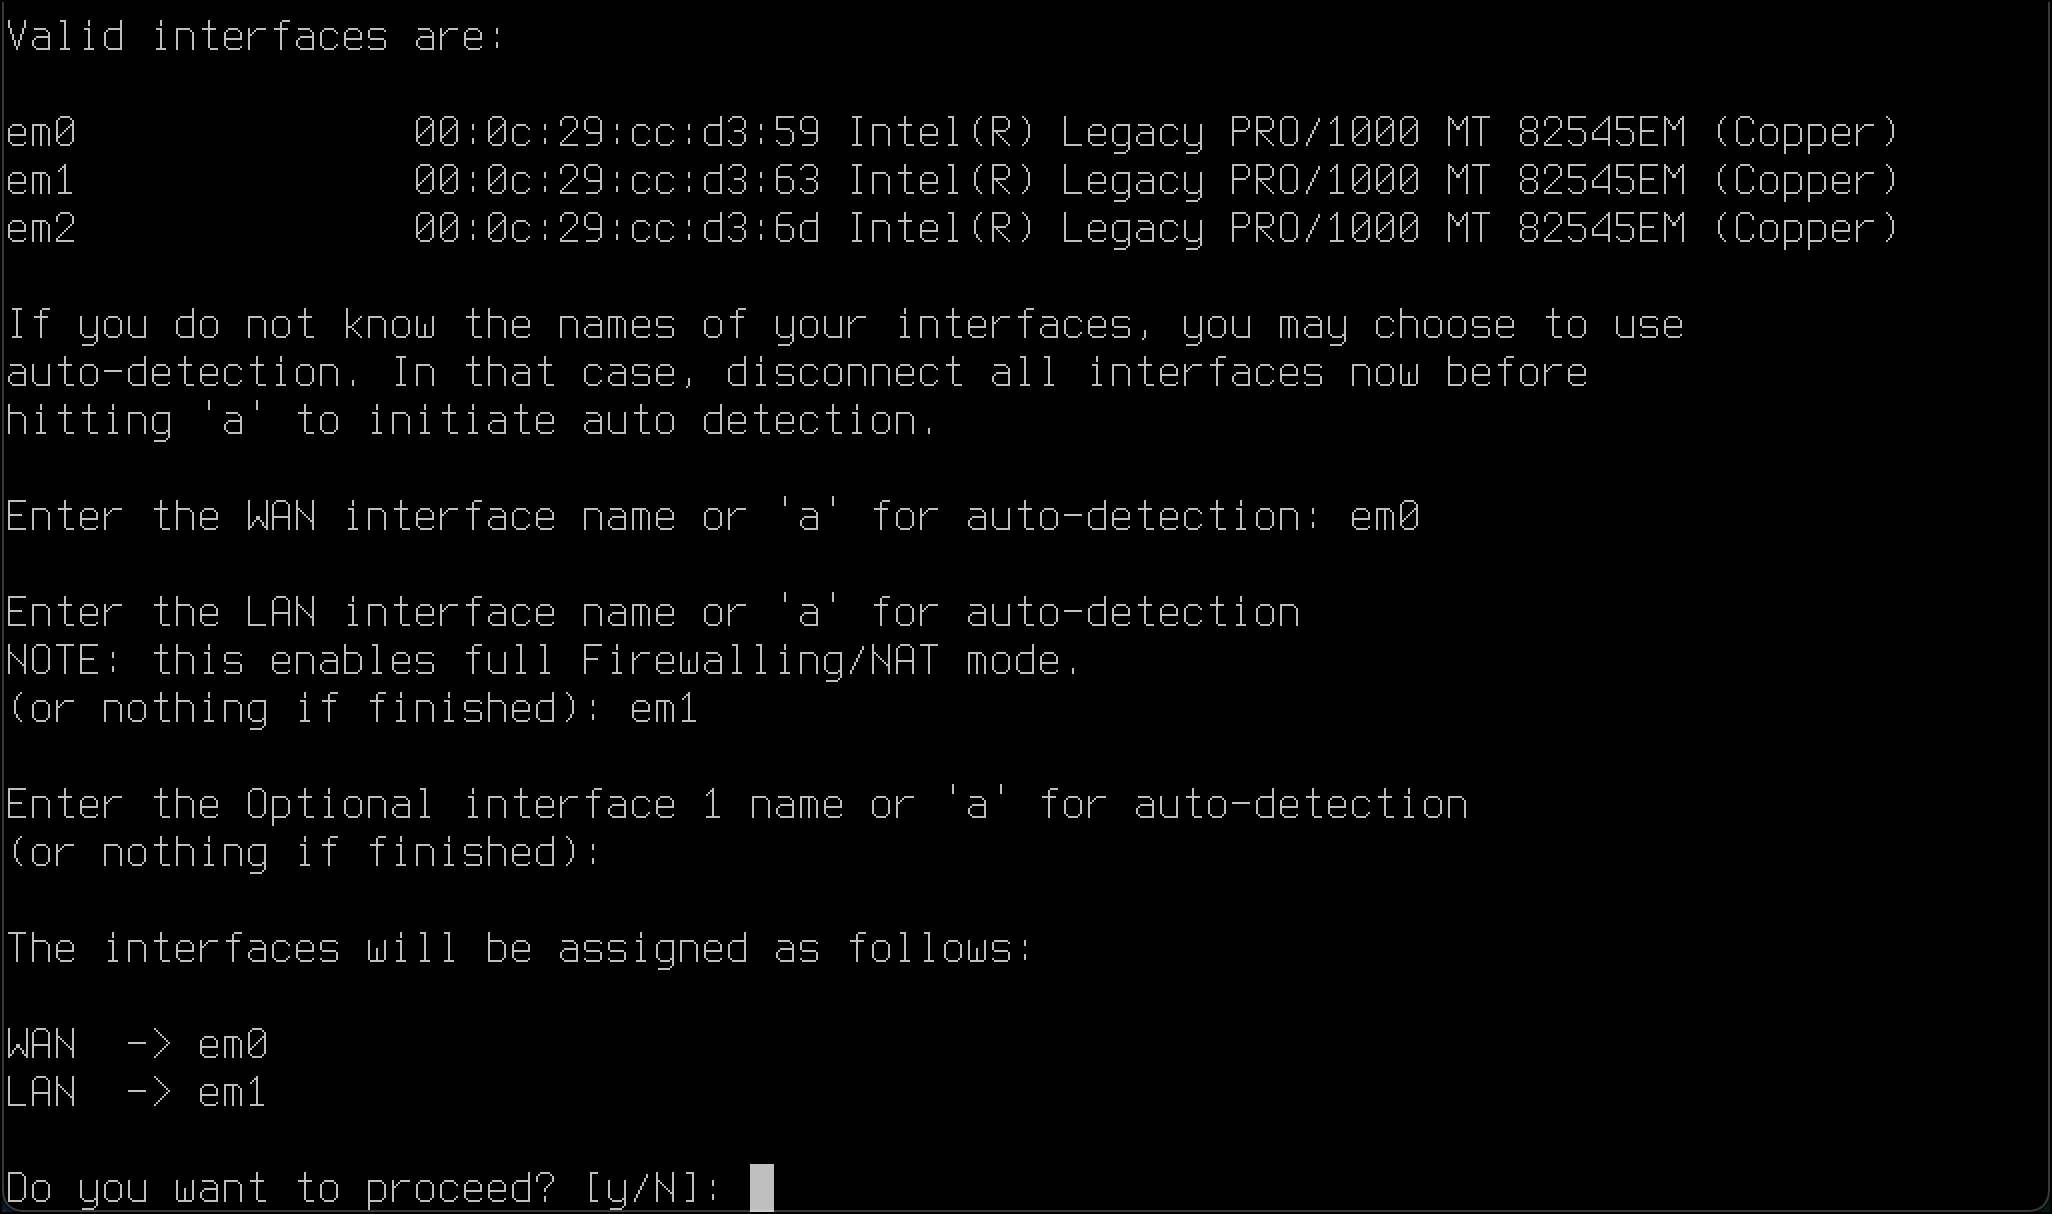 Valid interfaces are:
em0 00:0c:29:cc:d3:59 Intel(R) Legacy PRO/1000 MT 82545EM (Copper)
em1 00:0c:29:cc:d3:63 Intel(R) Legacy PRO/1000 MT 82545EM (Copper)
em2 00:0c:29:cc:d3:6d Intel(R) Legacy PRO/1000 MT 82545EM (Copper)
If you do not know the names of your interfaces, you may choose to use
auto-detection. In that case, disconnect all interfaces now before
hitting 'a' to initiate auto detection.
Enter the WAN interface name or 'a' for auto-detection: em0
Enter the LAN interface name or 'a' for auto-detection
NOTE: this enables full Firewalling/NAT mode.
(or nothing if finished): em1
Enter the Optional interface 1 name or 'a' for auto-detection
(or nothing if finished):
The interfaces will be assigned as follows:
WAN  -> em0
LAN  -> em1
Do you want to proceed? [y/N]: